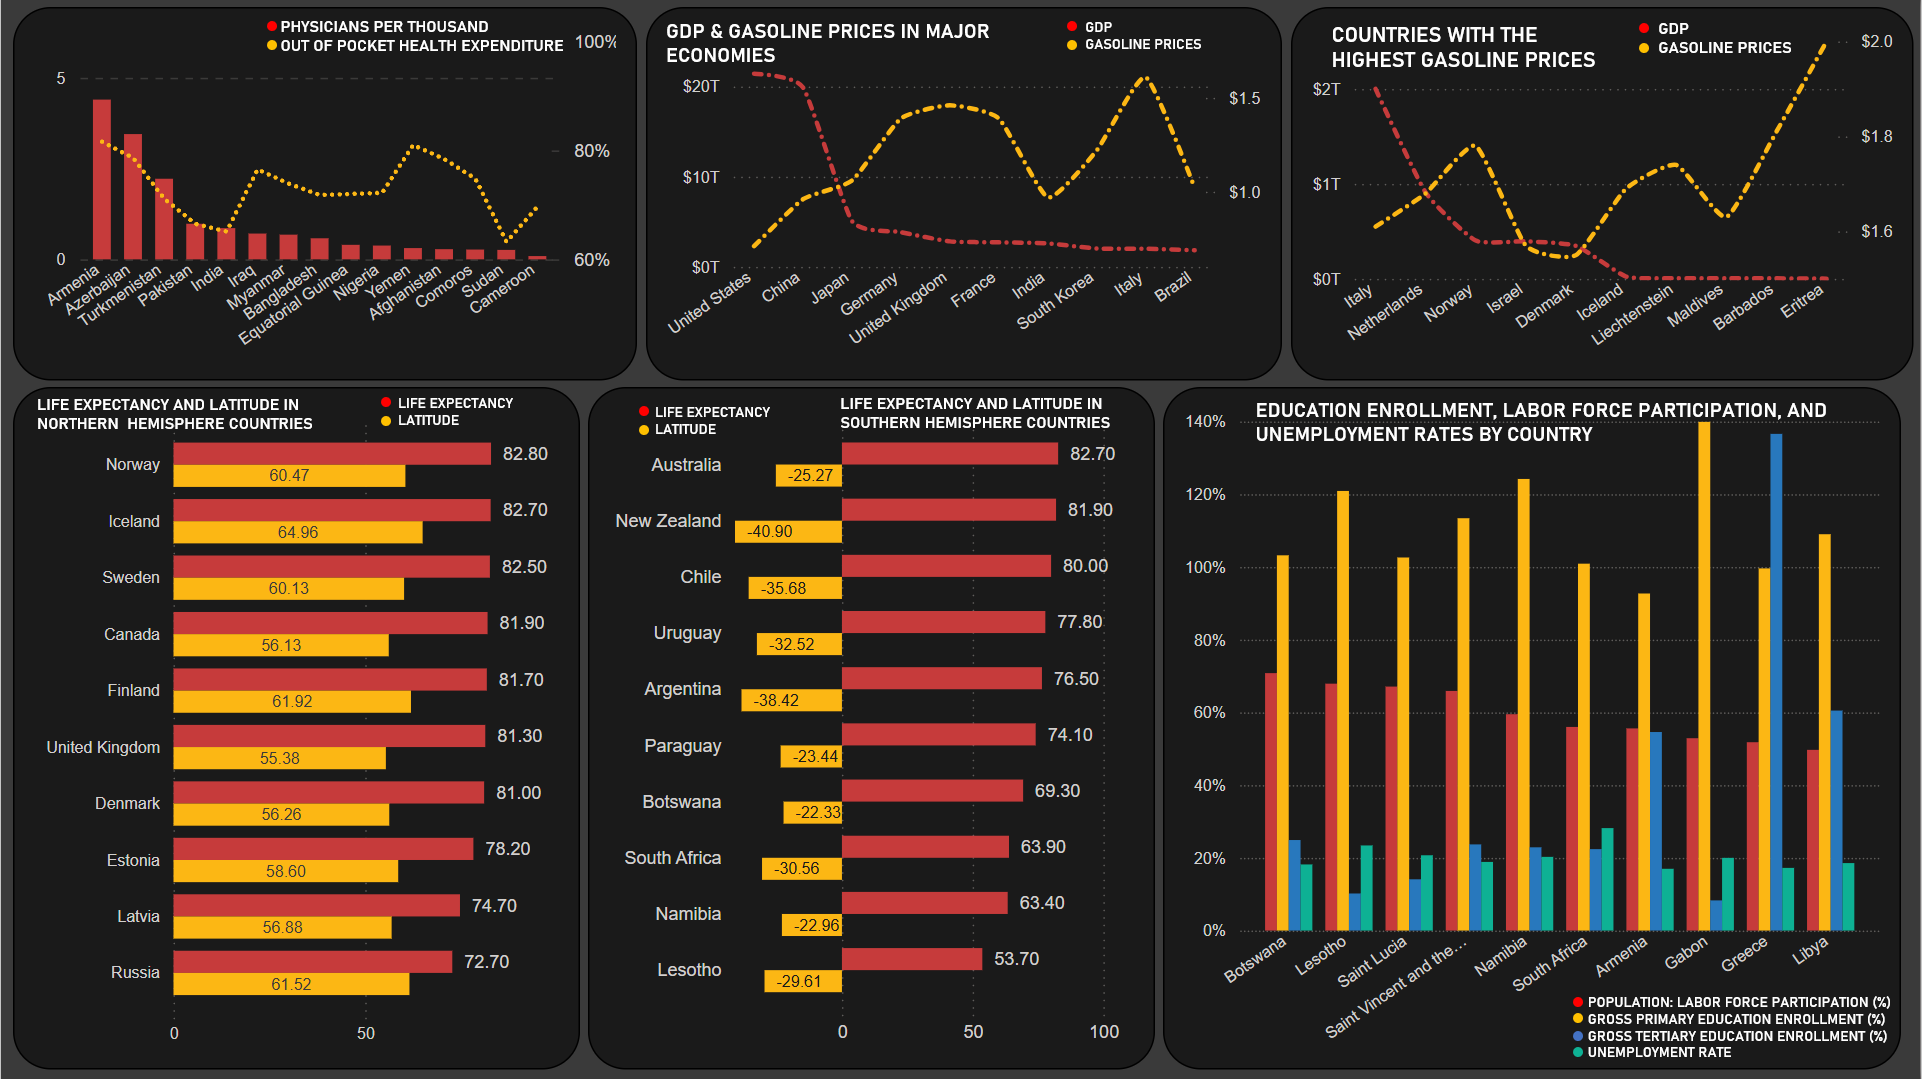 PHYSICIANS PER THOUSAND
OUT OF POCKET HEALTH EXPENDITURE
100%
5
80%
0
60%
Armenia
Azerbaijan
Turkmenistan
Pakistan
India
Iraq
Myanmar
Bangladesh
Equatorial Guinea
Nigeria
Yemen
Afghanistan
Comoros
Sudan
Cameroon
GDP & GASOLINE PRICES IN MAJOR
ECONOMIES
GDP
GASOLINE PRICES
$20T
$1.5
$10T
$1.0
$0T
United States
China
Japan
Germany
United Kingdom
France
India
South Korea
Italy
Brazil
COUNTRIES WITH THE
HIGHEST GASOLINE PRICES
GDP
GASOLINE PRICES
$2.0
$2T
$1.8
$1T
$1.6
$0T
Italy
Netherlands
Norway
Israel
Denmark
Iceland
Liechtenstein
Maldives
Barbados
Eritrea
LIFE EXPECTANCY AND LATITUDE IN
NORTHERN  HEMISPHERE COUNTRIES
LIFE EXPECTANCY
LATITUDE
Norway
82.80
60.47
Iceland
82.70
64.96
Sweden
82.50
60.13
Canada
81.90
56.13
Finland
81.70
61.92
United Kingdom
81.30
55.38
Denmark
81.00
56.26
Estonia
78.20
58.60
Latvia
74.70
56.88
Russia
72.70
61.52
0
50
LIFE EXPECTANCY
LATITUDE
LIFE EXPECTANCY AND LATITUDE IN
SOUTHERN HEMISPHERE COUNTRIES
Australia
82.70
-25.27
New Zealand
81.90
-40.90
Chile
80.00
-35.68
Uruguay
77.80
-32.52
Argentina
76.50
-38.42
Paraguay
74.10
-23.44
Botswana
69.30
-22.33
South Africa
63.90
-30.56
Namibia
63.40
-22.96
Lesotho
53.70
-29.61
0
50
100
EDUCATION ENROLLMENT, LABOR FORCE PARTICIPATION, AND
UNEMPLOYMENT RATES BY COUNTRY
140%
120%
100%
80%
60%
40%
20%
0%
Botswana
Lesotho
Saint Lucia
Saint Vincent and the...
Namibia
South Africa
Armenia
Gabon
Greece
Libya
POPULATION: LABOR FORCE PARTICIPATION (%)
GROSS PRIMARY EDUCATION ENROLLMENT (%)
GROSS TERTIARY EDUCATION ENROLLMENT (%)
UNEMPLOYMENT RATE